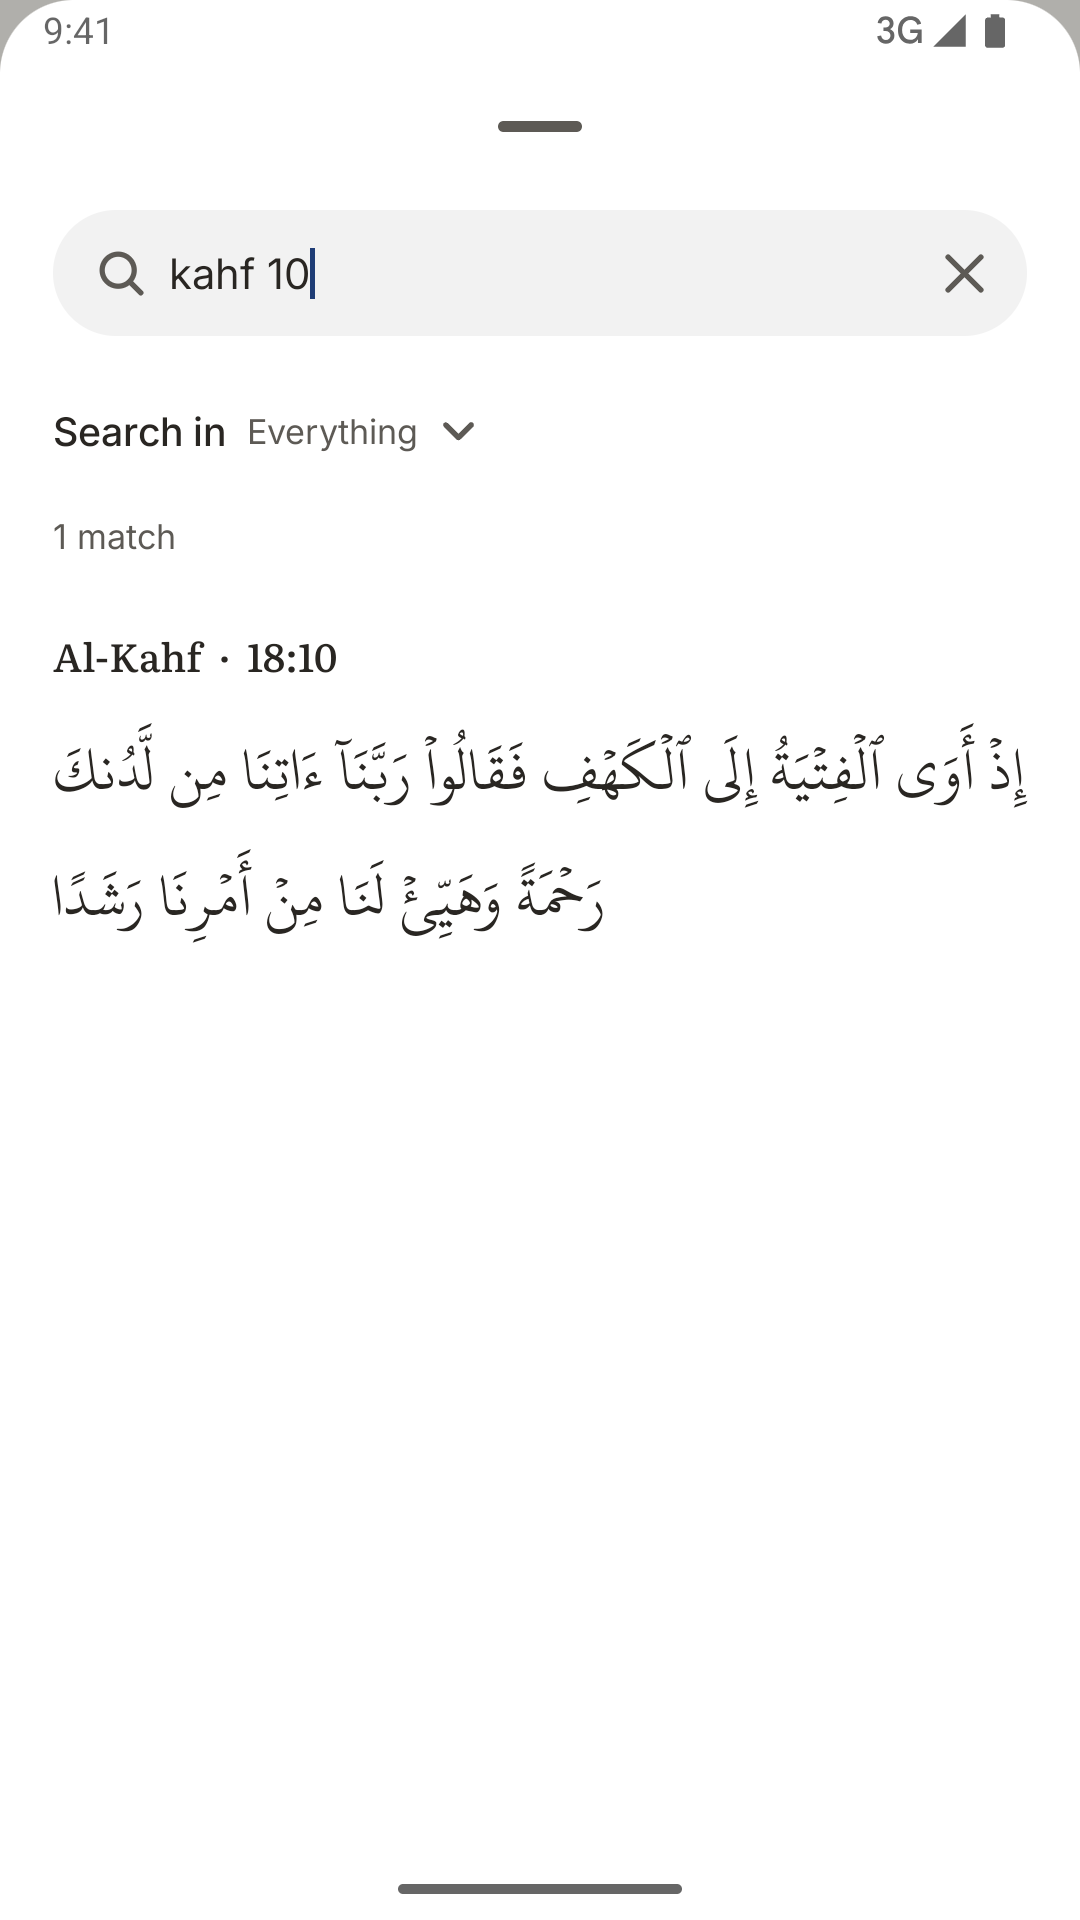 9:41 3G
kahf 10
Search in Everything
1 match
Al-Kahf · 18:10
إِذۡ أَوَى ٱلۡفِتۡيَةُ إِلَى ٱلۡكَهۡفِ فَقَالُواْ رَبَّنَآ ءَاتِنَا مِن لَّدُنكَ
رَحۡمَةً وَهَيِّئۡ لَنَا مِنۡ أَمۡرِنَا رَشَدًا